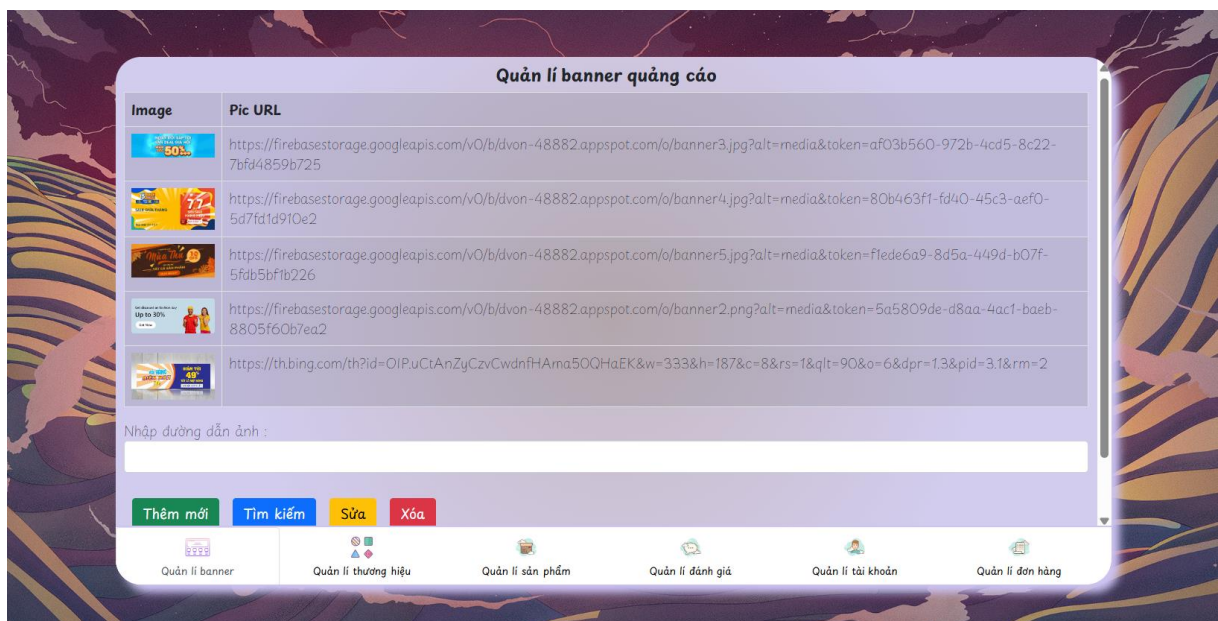 Quản lí banner quảng cáo
Image Pic URL
50%
https://firebasestorage.googleapis.com/v0/b/dvon-48882.appspot.com/o/banner3.jpg?alt=media&token=af03b560-972b-4cd5-8c22-
7bfd4859b725
7.7
https://firebasestorage.googleapis.com/v0/b/dvon-48882.appspot.com/o/banner4.jpg?alt=media&token=80b463f1-fd40-45c3-aef0-
5d7fd1d910e2
Mùa Thu
https://firebasestorage.googleapis.com/v0/b/dvon-48882.appspot.com/o/banner5.jpg?alt=media&token=f1ede6a9-8d5a-449d-b07f-
5fdb5bf1b226
Up to 30%
https://firebasestorage.googleapis.com/v0/b/dvon-48882.appspot.com/o/banner2.png?alt=media&token=5a5809de-d8aa-4ac1-baeb-
8805f60b7ea2
49%
https://th.bing.com/th?id=OIP.uCtAnZyCzvCwdnfHAma50QHaEK&w=333&h=187&c=8&rs=1&qlt=90&o=6&dpr=1.3&pid=3.1&rm=2
Nhập đường dẫn ảnh :
Thêm mới Tìm kiếm Sửa Xóa
Quản lí banner Quản lí thương hiệu Quản lí sản phẩm Quản lí đánh giá Quản lí tài khoản Quản lí đơn hàng